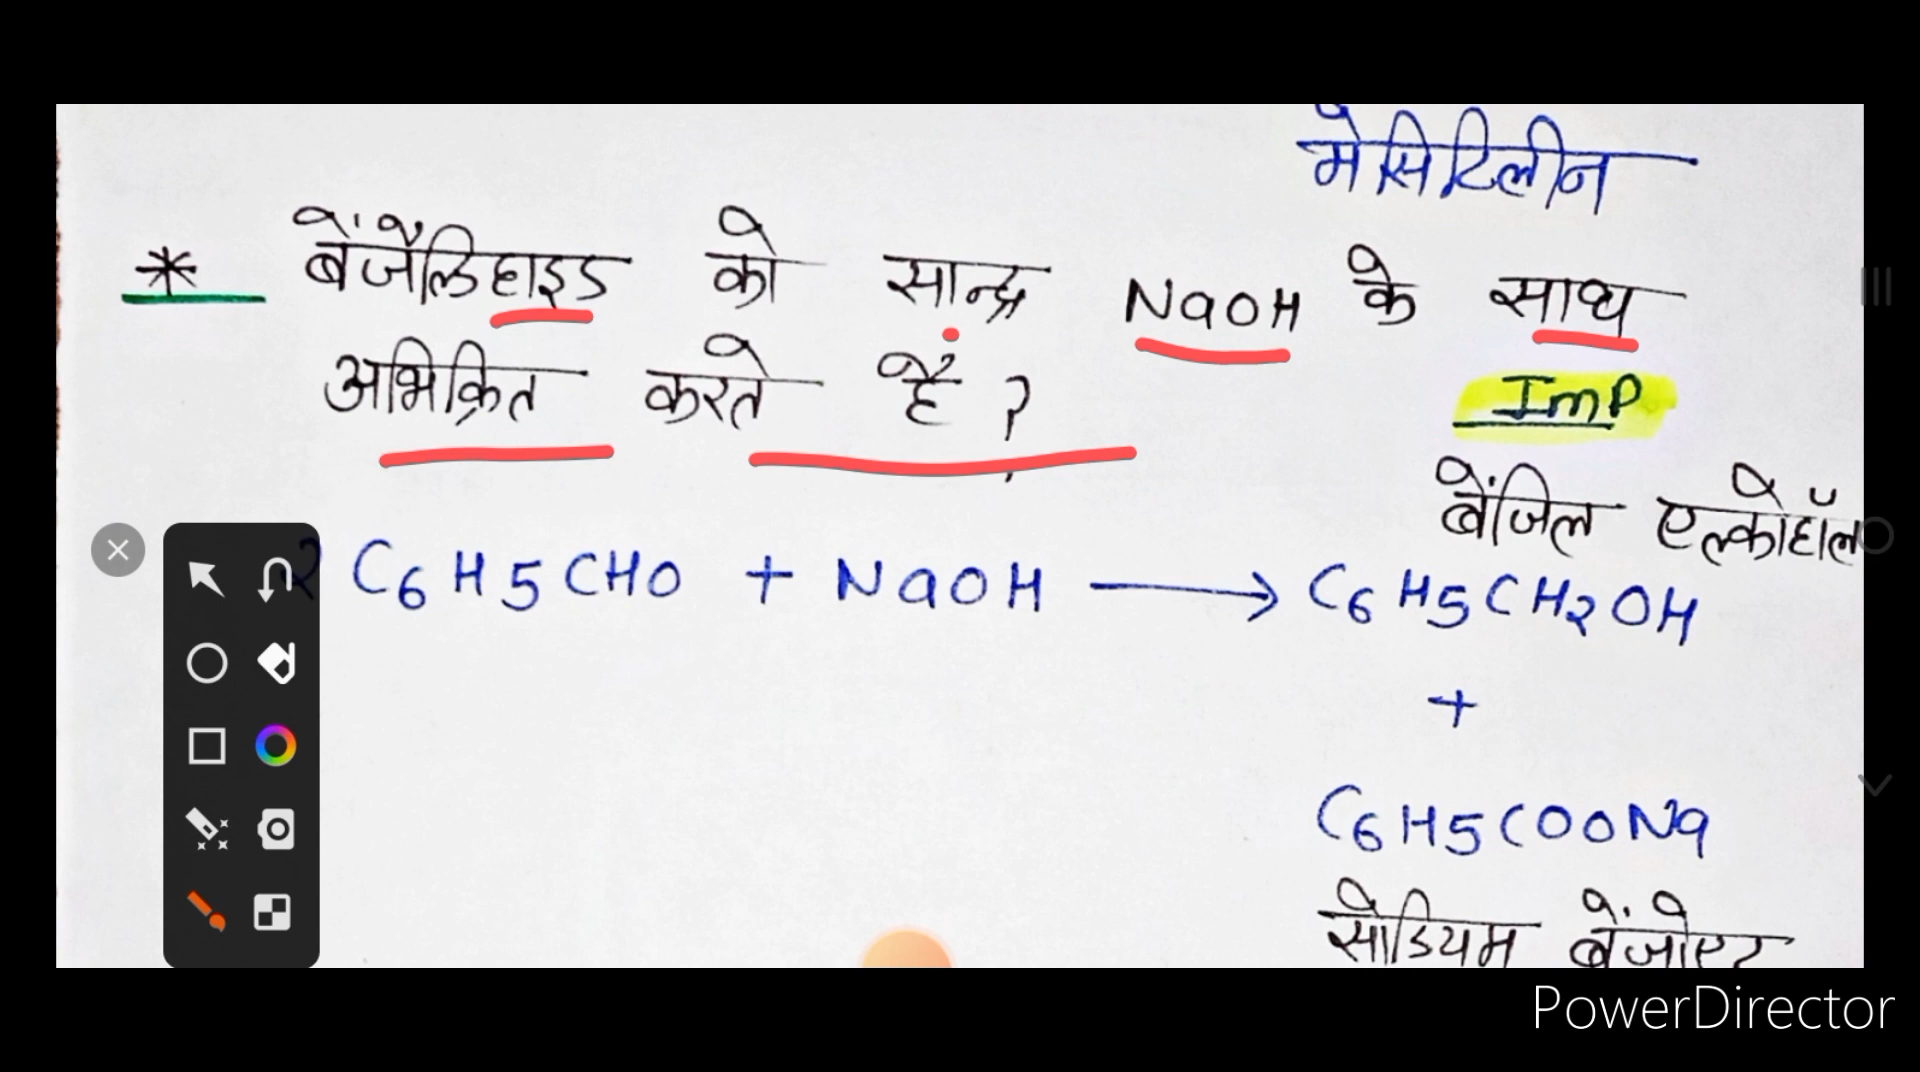 मेसिटिलीन
* बेंजैल्डिहाइड को सान्द्र NaOH के साथ
अभिक्रित करते हैं ?
Imp
बेंजिल एल्कोहॉल
2 C6H5CHO + NaOH → C6H5CH2OH
+
C6H5COONa
सोडियम बेंजोएट
PowerDirector